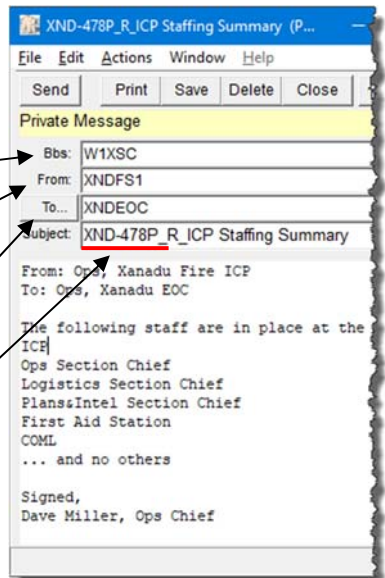 XND-478P_R_ICP Staffing Summary (P...
File Edit Actions Window Help
Send Print Save Delete Close
Private Message
Bbs: W1XSC
From: XNDFS1
To... XNDEOC
Subject: XND-478P_R_ICP Staffing Summary
From: Ops, Xanadu Fire ICP
To: Ops, Xanadu EOC
The following staff are in place at the
ICP
Ops Section Chief
Logistics Section Chief
Plans&Intel Section Chief
First Aid Station
COML
... and no others
Signed,
Dave Miller, Ops Chief